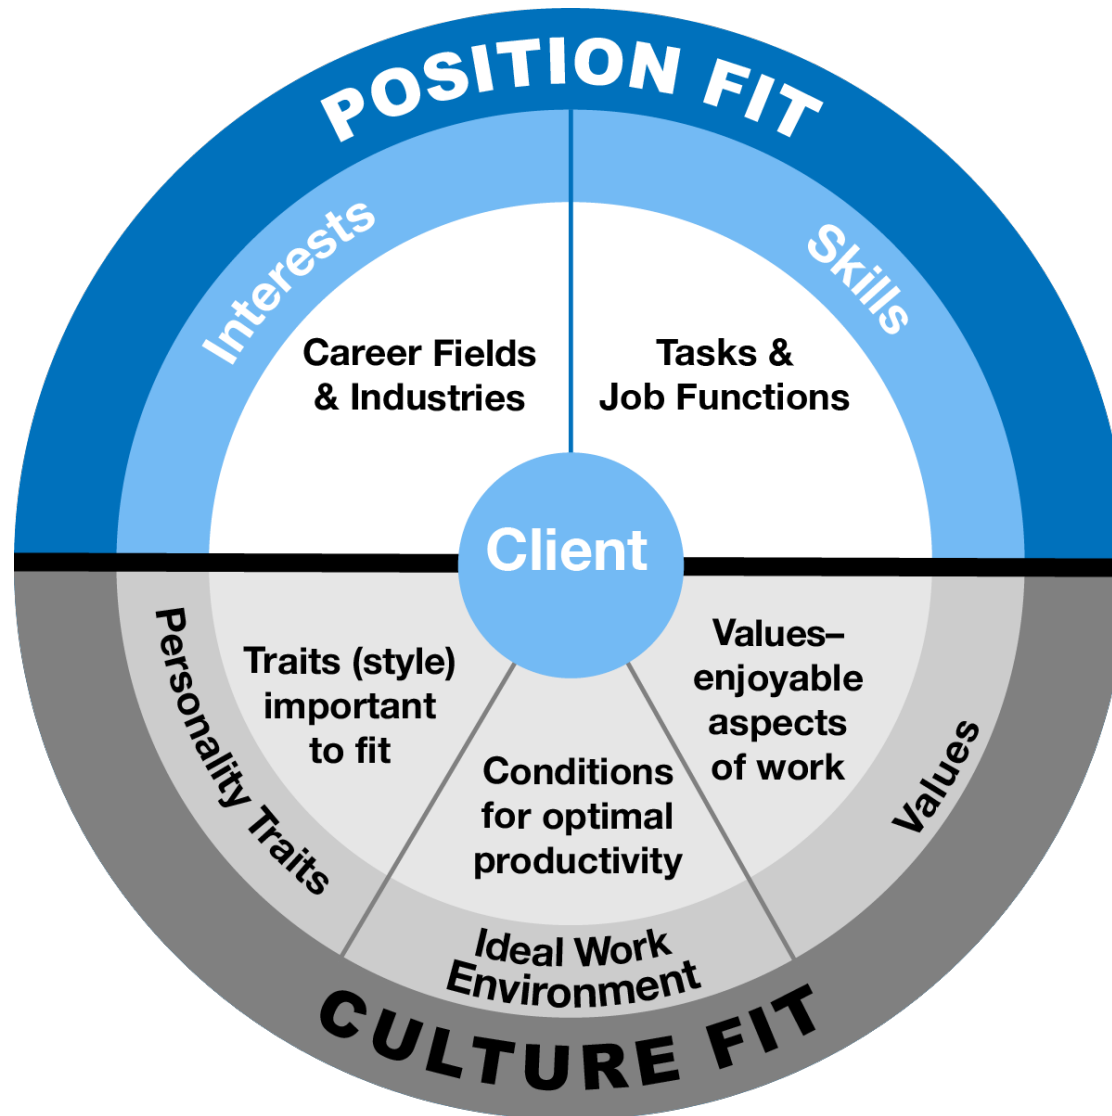 POSITION FIT
Interests
Skills
Career Fields
& Industries
Tasks &
Job Functions
Client
Personality Traits
Traits (style)
important
to fit
Conditions
for optimal
productivity
Ideal Work
Environment
Values–
enjoyable
aspects
of work
Values
CULTURE FIT